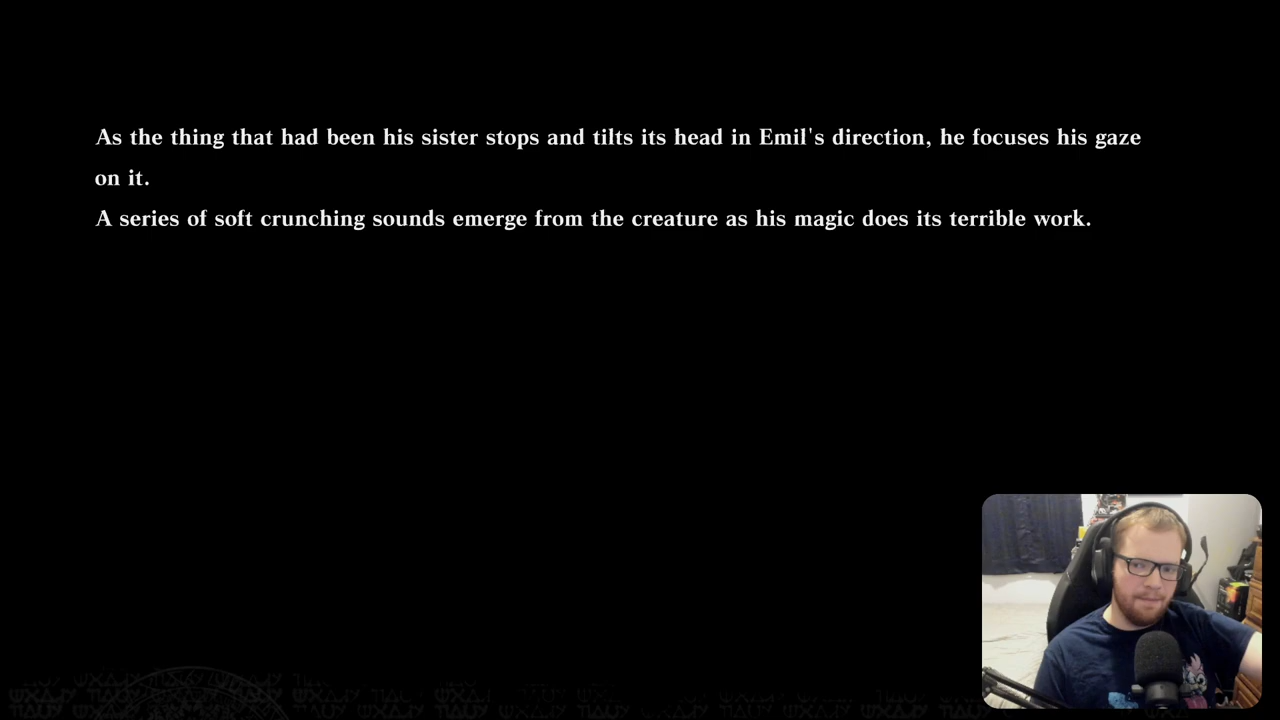 As the thing that had been his sister stops and tilts its head in Emil's direction, he focuses his gaze
on it.
A series of soft crunching sounds emerge from the creature as his magic does its terrible work.